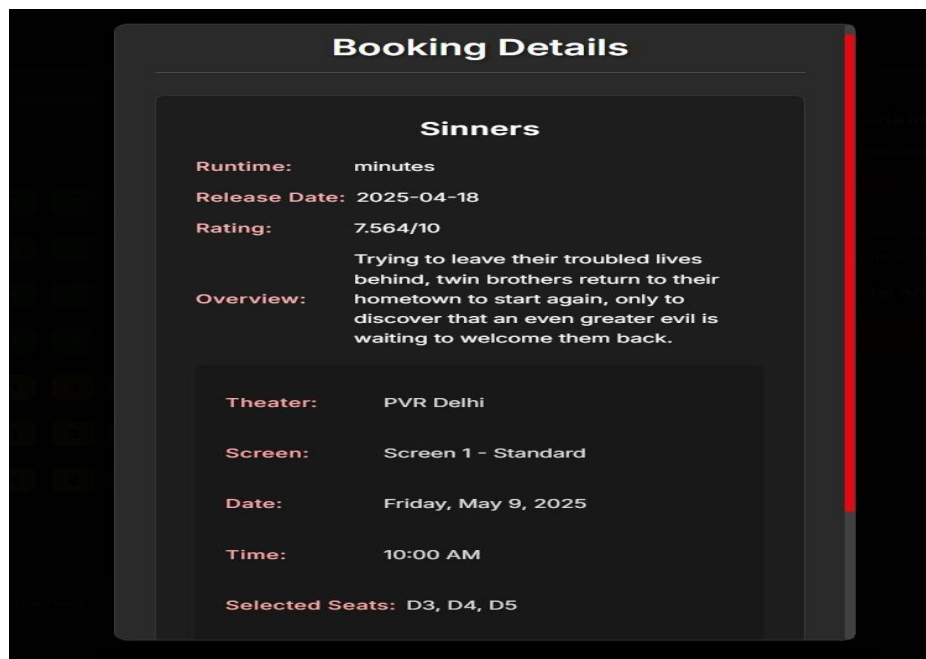 Booking Details
Sinners
Runtime: minutes
Release Date: 2025-04-18
Rating: 7.564/10
Overview: Trying to leave their troubled lives
behind, twin brothers return to their
hometown to start again, only to
discover that an even greater evil is
waiting to welcome them back.
Theater: PVR Delhi
Screen: Screen 1 - Standard
Date: Friday, May 9, 2025
Time: 10:00 AM
Selected Seats: D3, D4, D5